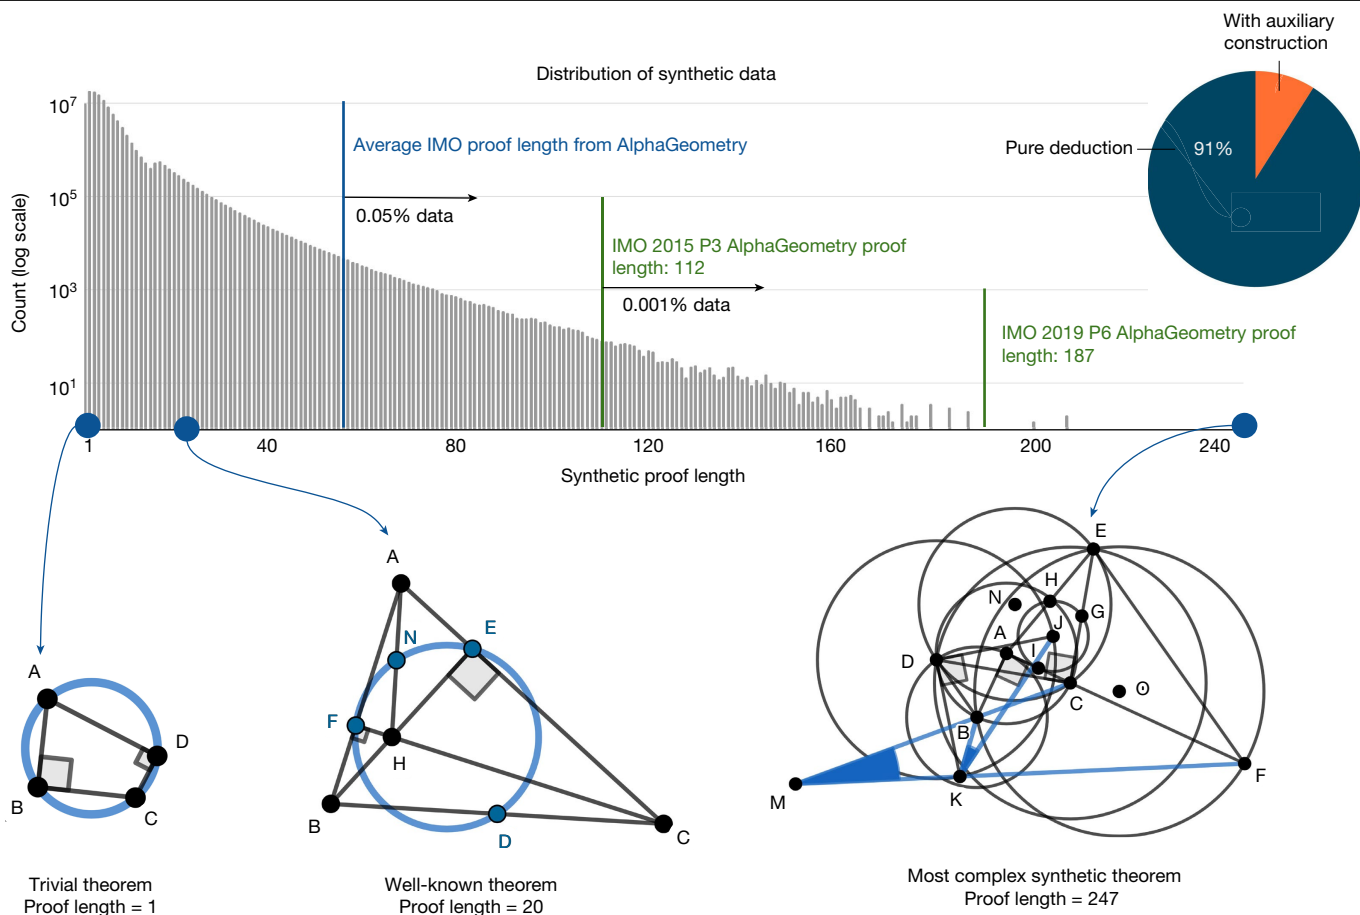 With auxiliary
construction
Distribution of synthetic data
10⁷
Average IMO proof length from AlphaGeometry
Pure deduction
91%
10⁵
0.05% data
Count (log scale)
IMO 2015 P3 AlphaGeometry proof
length: 112
10³
0.001% data
IMO 2019 P6 AlphaGeometry proof
length: 187
10¹
1
40
80
120
160
200
240
Synthetic proof length
A
B
C
D
Trivial theorem
Proof length = 1
A
N
E
F
H
B
D
C
Well-known theorem
Proof length = 20
E
H
N
G
J
A
I
D
C
O
B
F
M
K
Most complex synthetic theorem
Proof length = 247